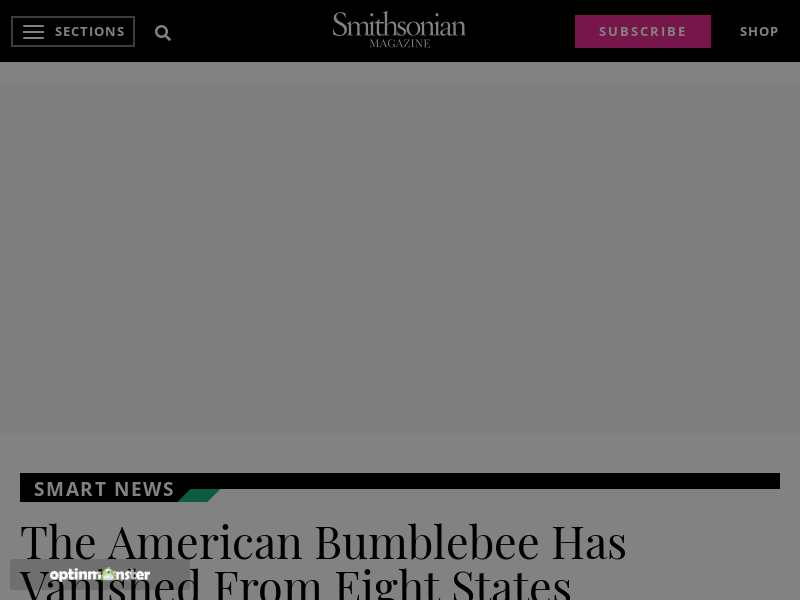 SECTIONS
Smithsonian
MAGAZINE
SUBSCRIBE
SHOP
SMART NEWS
The American Bumblebee Has
Vanished From Eight States
optinmonster